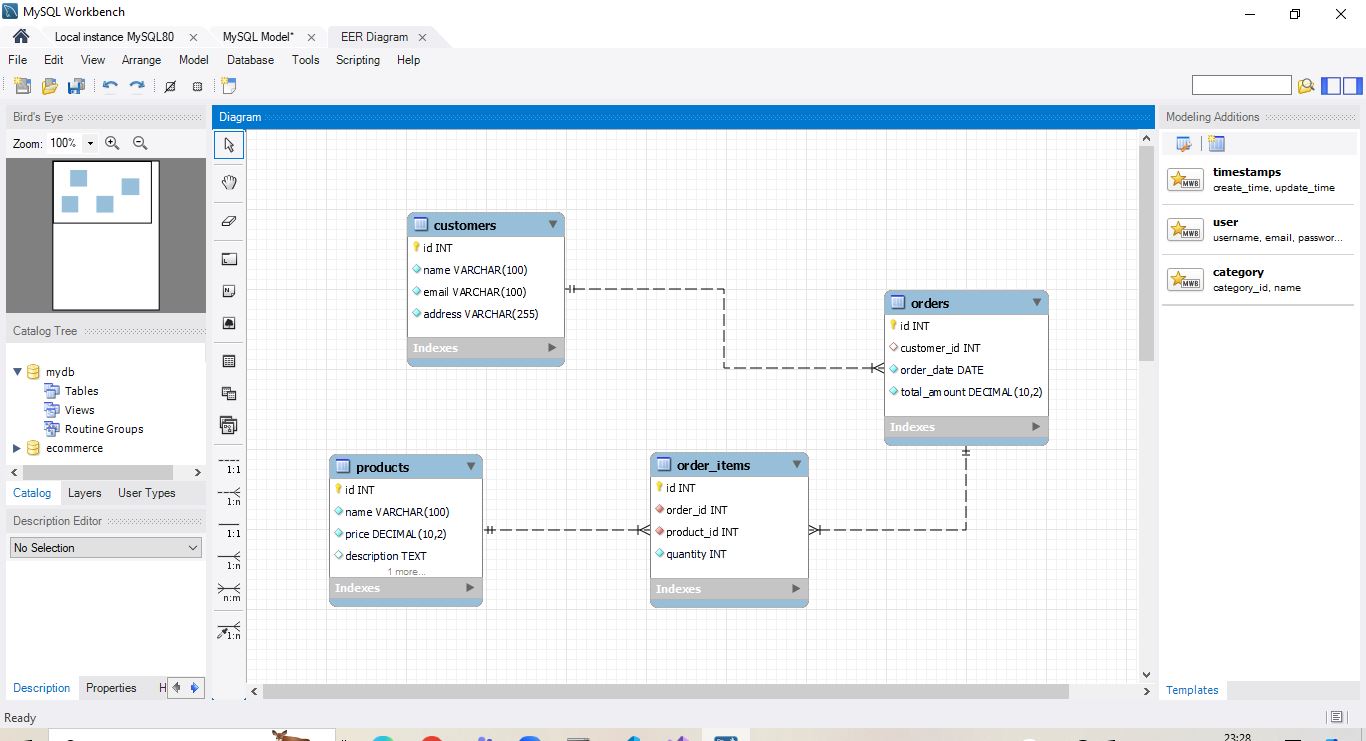 MySQL Workbench
Local instance MySQL80
MySQL Model*
EER Diagram
File Edit View Arrange Model Database Tools Scripting Help
Bird's Eye
Zoom: 100%
Catalog Tree
mydb
Tables
Views
Routine Groups
ecommerce
Catalog Layers User Types
Description Editor
No Selection
Description Properties H
Diagram
1:1
1:n
1:1
1:n
n:m
1:n
customers
id INT
name VARCHAR(100)
email VARCHAR(100)
address VARCHAR(255)
Indexes
orders
id INT
customer_id INT
order_date DATE
total_amount DECIMAL(10,2)
Indexes
products
id INT
name VARCHAR(100)
price DECIMAL(10,2)
description TEXT
1 more...
Indexes
order_items
id INT
order_id INT
product_id INT
quantity INT
Indexes
Modeling Additions
MWB
timestamps
create_time, update_time
MWB
user
username, email, passwor...
MWB
category
category_id, name
Templates
Ready
23:28